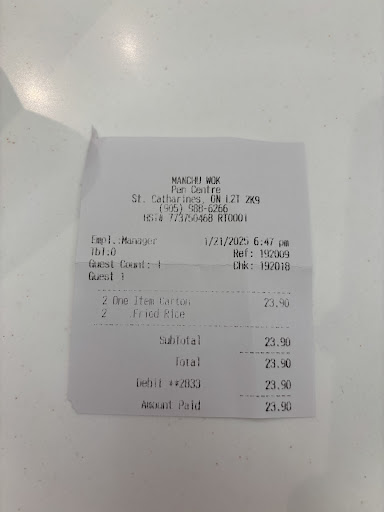 MANCHU WOK
Pen Centre
St. Catharines, ON L2T 2K9
(905) 988-6266
HST# 773750468 RT0001
Empl.:Manager 1/21/2025 6:47 pm
Tbl:0 Ref: 192009
Guest Count: 1 Chk: 192018
Guest 1
2 One Item Carton 23.90
2 .Fried Rice
SubTotal 23.90
Total 23.90
Debit **2833 23.90
Amount Paid 23.90